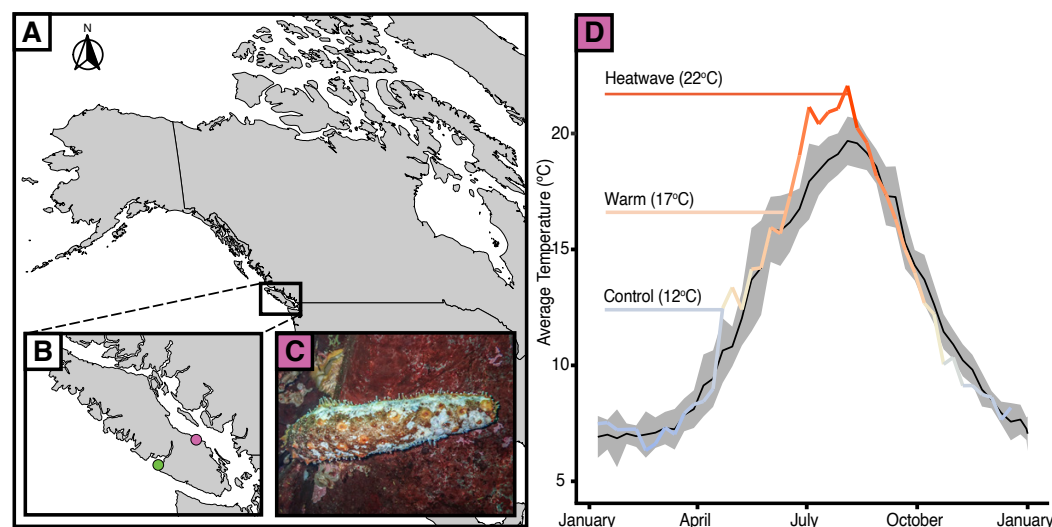 A
N
B
C
D
Heatwave (22°C)
Warm (17°C)
Control (12°C)
Average Temperature (°C)
20
15
10
5
January
April
July
October
January